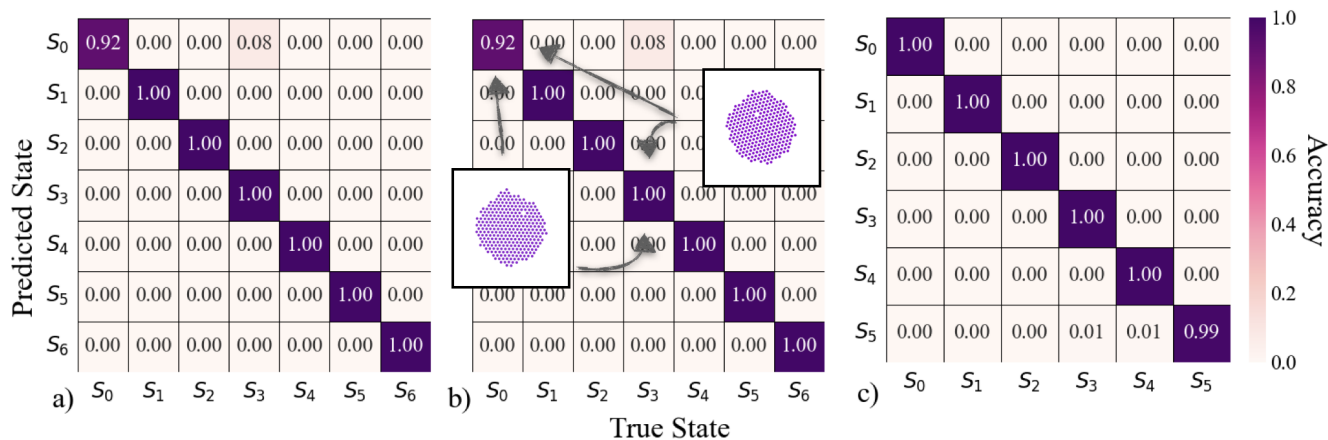 Predicted State
S₀ 0.92 0.00 0.00 0.08 0.00 0.00 0.00
S₁ 0.00 1.00 0.00 0.00 0.00 0.00 0.00
S₂ 0.00 0.00 1.00 0.00 0.00 0.00 0.00
S₃ 0.00 0.00 0.00 1.00 0.00 0.00 0.00
S₄ 0.00 0.00 0.00 0.00 1.00 0.00 0.00
S₅ 0.00 0.00 0.00 0.00 0.00 1.00 0.00
S₆ 0.00 0.00 0.00 0.00 0.00 0.00 1.00
a) S₀ S₁ S₂ S₃ S₄ S₅ S₆
0.92 0.00 0.00 0.08 0.00 0.00 0.00
0.00 1.00 0.00 0.00
0.00 0.00 1.00 0.00
0.00 1.00 0.00 0.00 0.00
0.00 0.00 1.00 0.00 0.00
0.00 0.00 0.00 0.00 0.00 1.00 0.00
0.00 0.00 0.00 0.00 0.00 0.00 1.00
b) S₀ S₁ S₂ S₃ S₄ S₅ S₆
True State
S₀ 1.00 0.00 0.00 0.00 0.00 0.00
S₁ 0.00 1.00 0.00 0.00 0.00 0.00
S₂ 0.00 0.00 1.00 0.00 0.00 0.00
S₃ 0.00 0.00 0.00 1.00 0.00 0.00
S₄ 0.00 0.00 0.00 0.00 1.00 0.00
S₅ 0.00 0.00 0.00 0.01 0.01 0.99
c) S₀ S₁ S₂ S₃ S₄ S₅
1.0
0.8
0.6
0.4
0.2
0.0
Accuracy